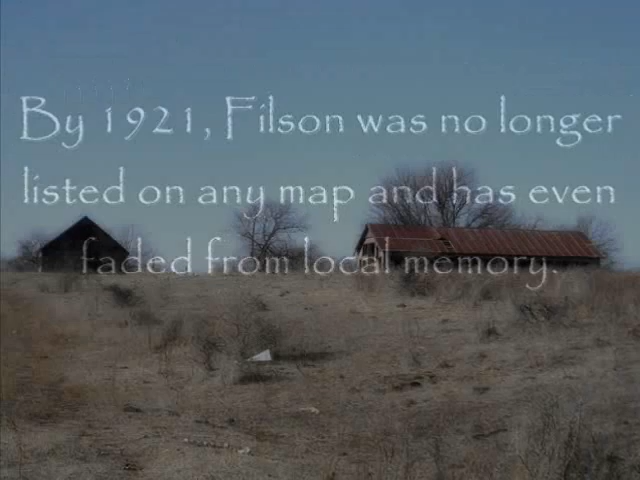 By 1921, Filson was no longer
listed on any map and has even
faded from local memory.